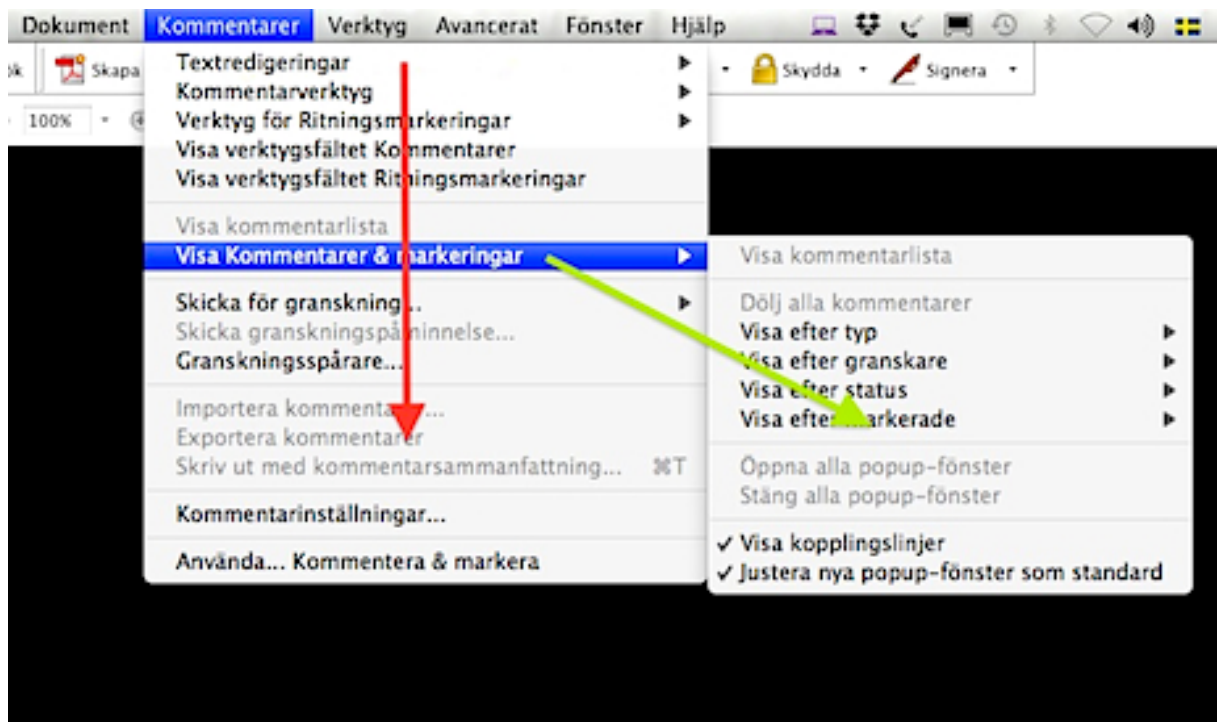 Dokument Kommentarer Verktyg Avancerat Fönster Hjälp
k Skapa Skydda Signera
100%
Textredigeringar
Kommentarverktyg
Verktyg för Ritningsmarkeringar
Visa verktygsfältet Kommentarer
Visa verktygsfältet Ritningsmarkeringar
Visa kommentarlista
Visa Kommentarer & markeringar
Skicka för granskning...
Skicka granskningspåminnelse...
Granskningsspårare...
Importera kommentarer...
Exportera kommentarer
Skriv ut med kommentarsammanfattning... ⌘T
Kommentarinställningar...
Använda... Kommentera & markera
Visa kommentarlista
Dölj alla kommentarer
Visa efter typ
Visa efter granskare
Visa efter status
Visa efter markerade
Öppna alla popup-fönster
Stäng alla popup-fönster
✓ Visa kopplingslinjer
✓ Justera nya popup-fönster som standard